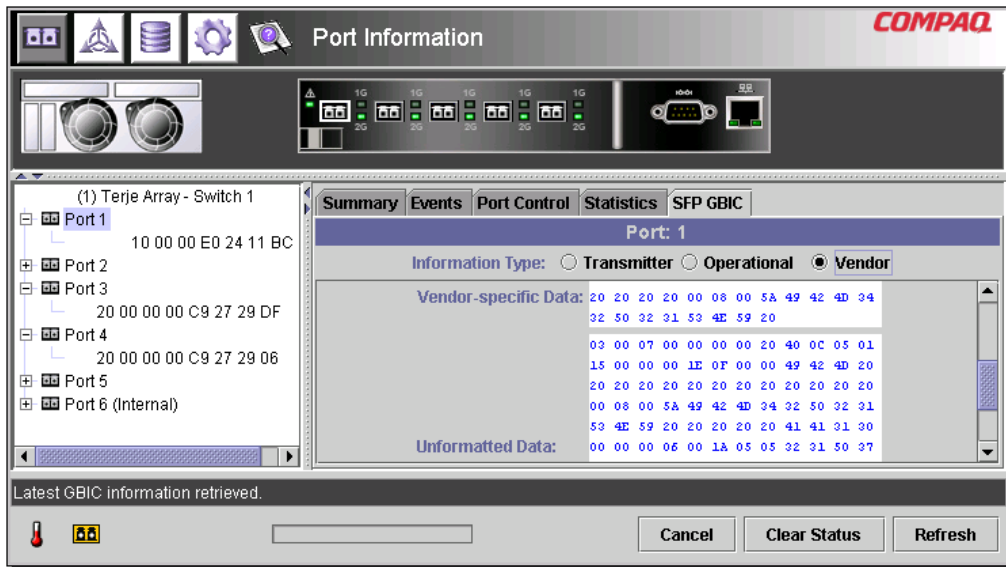 Port Information
COMPAQ
1G 1G 1G 1G 1G
2G 2G 2G 2G 2G
(1) Terje Array - Switch 1
Port 1
10 00 00 E0 24 11 BC
Port 2
Port 3
20 00 00 00 C9 27 29 DF
Port 4
20 00 00 00 C9 27 29 06
Port 5
Port 6 (Internal)
Summary Events Port Control Statistics SFP GBIC
Port: 1
Information Type: Transmitter Operational Vendor
Vendor-specific Data: 20 20 20 20 00 08 00 5A 49 42 4D 34
32 50 32 31 53 4E 59 20
03 00 07 00 00 00 00 20 40 0C 05 01
15 00 00 00 1E 0F 00 00 49 42 4D 20
20 20 20 20 20 20 20 20 20 20 20 20
00 08 00 5A 49 42 4D 34 32 50 32 31
53 4E 59 20 20 20 20 20 41 41 31 30
Unformatted Data: 00 00 00 06 00 1A 05 05 32 31 50 37
Latest GBIC information retrieved.
Cancel Clear Status Refresh